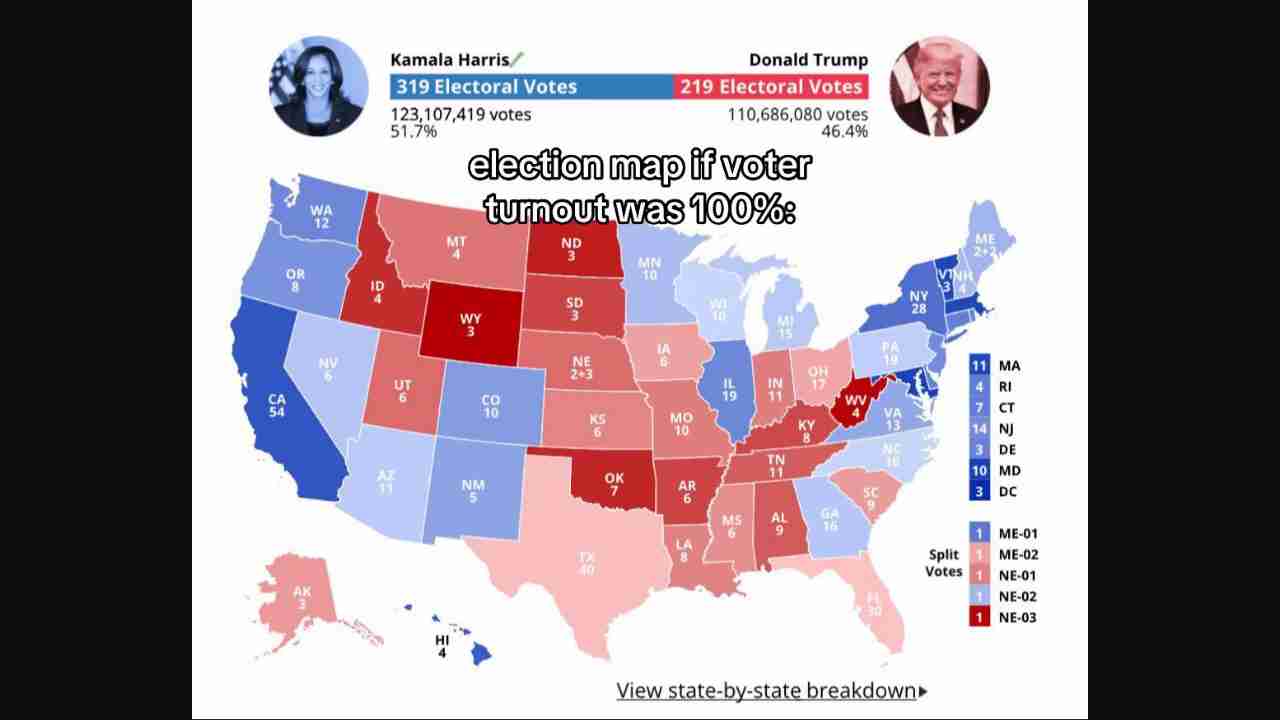 Kamala Harris
Donald Trump
319 Electoral Votes
219 Electoral Votes
123,107,419 votes
110,686,080 votes
51.7%
46.4%
election map if voter
turnout was 100%:
WA
12
OR
8
CA
54
NV
6
ID
4
MT
4
WY
3
UT
6
AZ
11
CO
10
NM
5
ND
3
SD
3
NE
2+3
KS
6
OK
7
TX
40
MN
10
IA
6
MO
10
AR
6
LA
8
WI
10
IL
19
MI
15
IN
11
OH
17
KY
8
TN
11
MS
6
AL
9
GA
16
FL
30
SC
9
NC
16
VA
13
WV
4
PA
19
NY
28
VT
3
NH
4
ME
2+2
AK
3
HI
4
11 MA
4 RI
7 CT
14 NJ
3 DE
10 MD
3 DC
Split
Votes
1 ME-01
1 ME-02
1 NE-01
1 NE-02
1 NE-03
View state-by-state breakdown